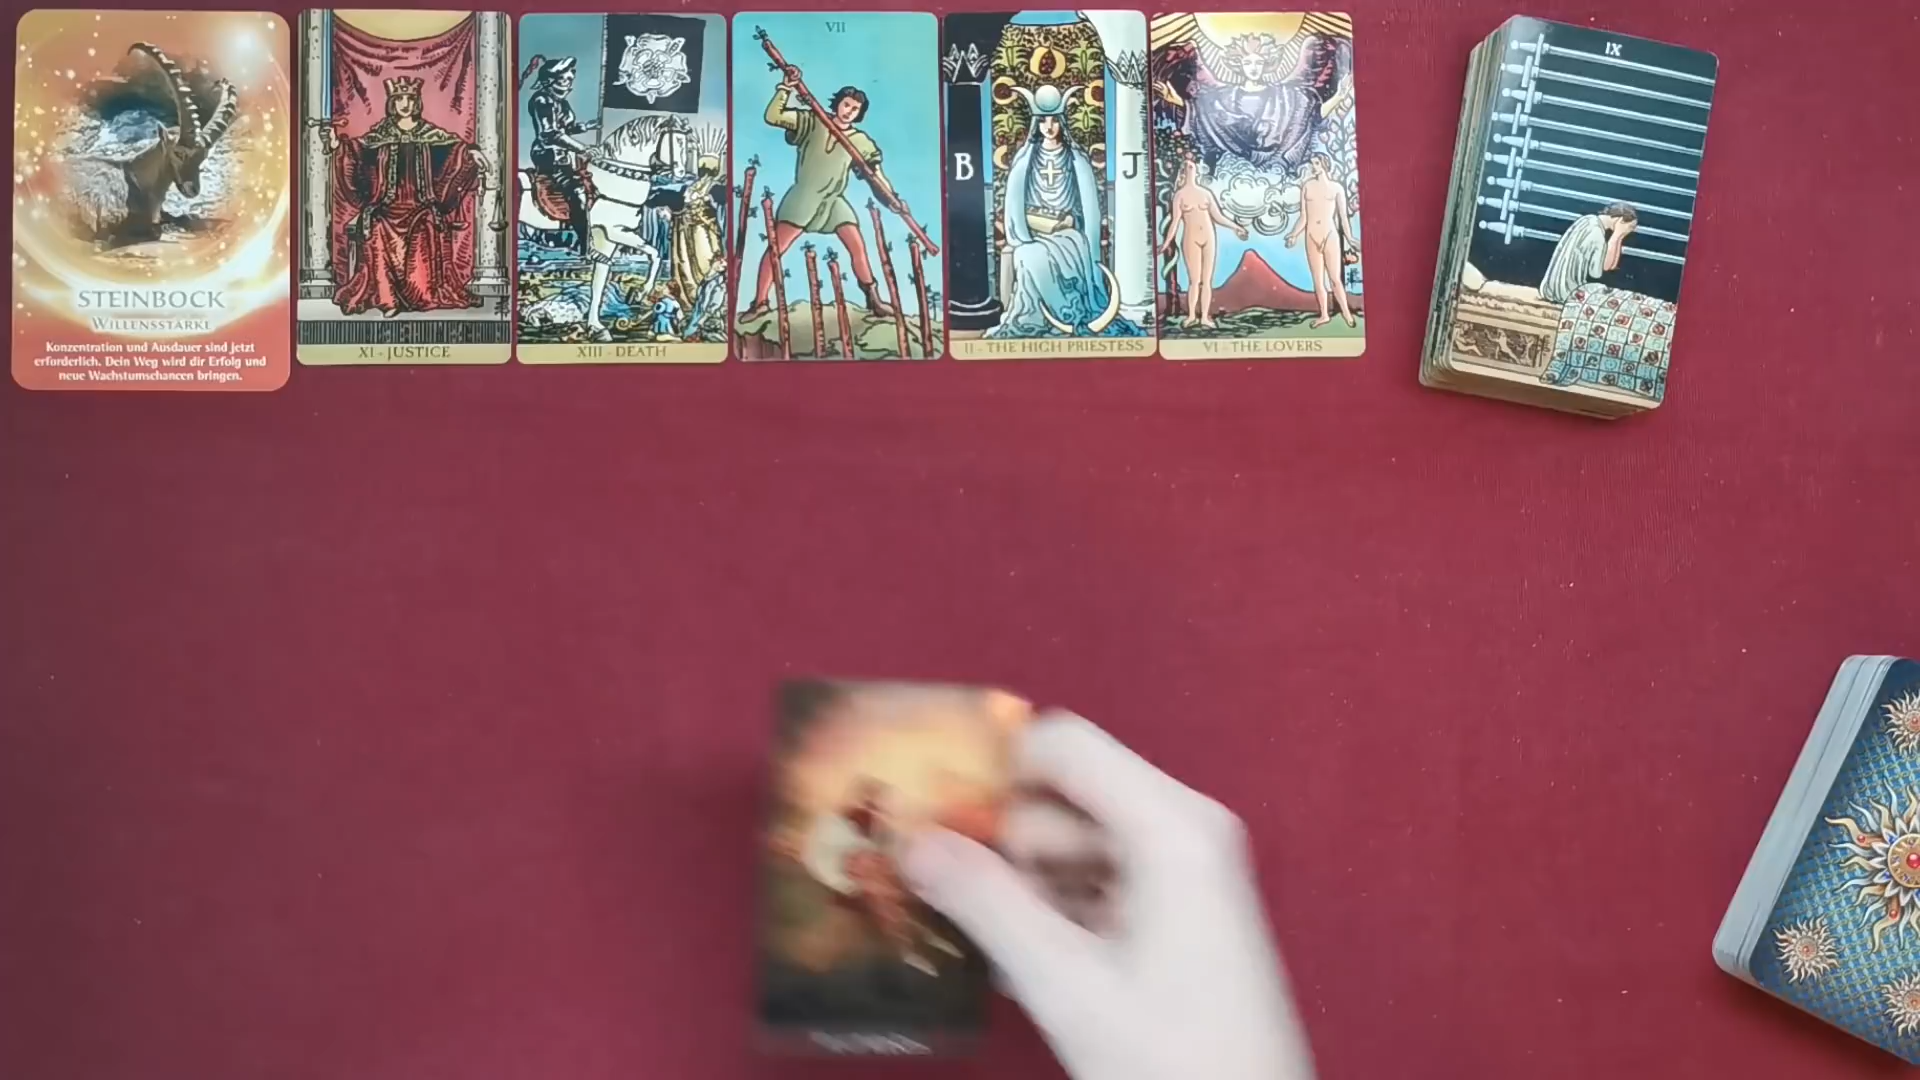 STEINBOCK
WILLENSSTÄRKE
Konzentration und Ausdauer sind jetzt
erforderlich. Dein Weg wird dir Erfolg und
neue Wachstumschancen bringen.
XI - JUSTICE
XIII - DEATH
VII
B
J
II - THE HIGH PRIESTESS
VI - THE LOVERS
IX